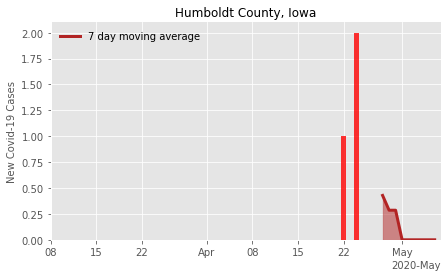 Humboldt County, Iowa
7 day moving average
New Covid-19 Cases
2.00
1.75
1.50
1.25
1.00
0.75
0.50
0.25
0.00
08 15 22 Apr 08 15 22 May
2020-May